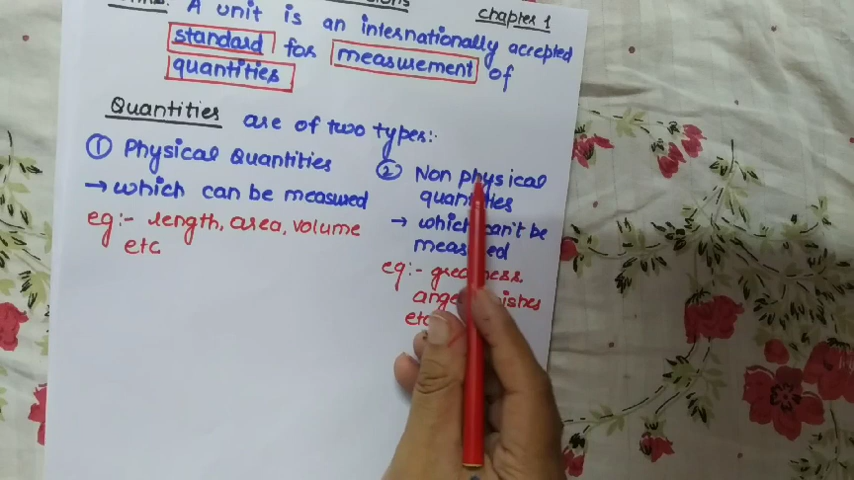 chapter 1
A unit is an internationally accepted
standard for measurement of
quantities
Quantities are of two types:-
① Physical Quantities
→ which can be measured
eg:- length, area, volume
etc
② Non physical
quantities
→ which can't be
measured
eg:-
etc